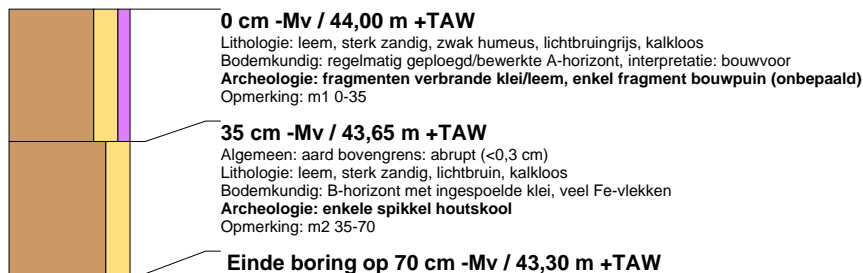 0 cm -Mv / 44,00 m +TAW
Lithologie: leem, sterk zandig, zwak humeus, lichtbruingrijs, kalkloos
Bodemkundig: regelmatig geploegd/bewerkte A-horizont, interpretatie: bouwvoor
Archeologie: fragmenten verbrande klei/leem, enkel fragment bouwpuin (onbepaald)
Opmerking: m1 0-35
35 cm -Mv / 43,65 m +TAW
Algemeen: aard bovengrens: abrupt (<0,3 cm)
Lithologie: leem, sterk zandig, lichtbruin, kalkloos
Bodemkundig: B-horizont met ingespoelde klei, veel Fe-vlekken
Archeologie: enkele spikkel houtskool
Opmerking: m2 35-70
Einde boring op 70 cm -Mv / 43,30 m +TAW